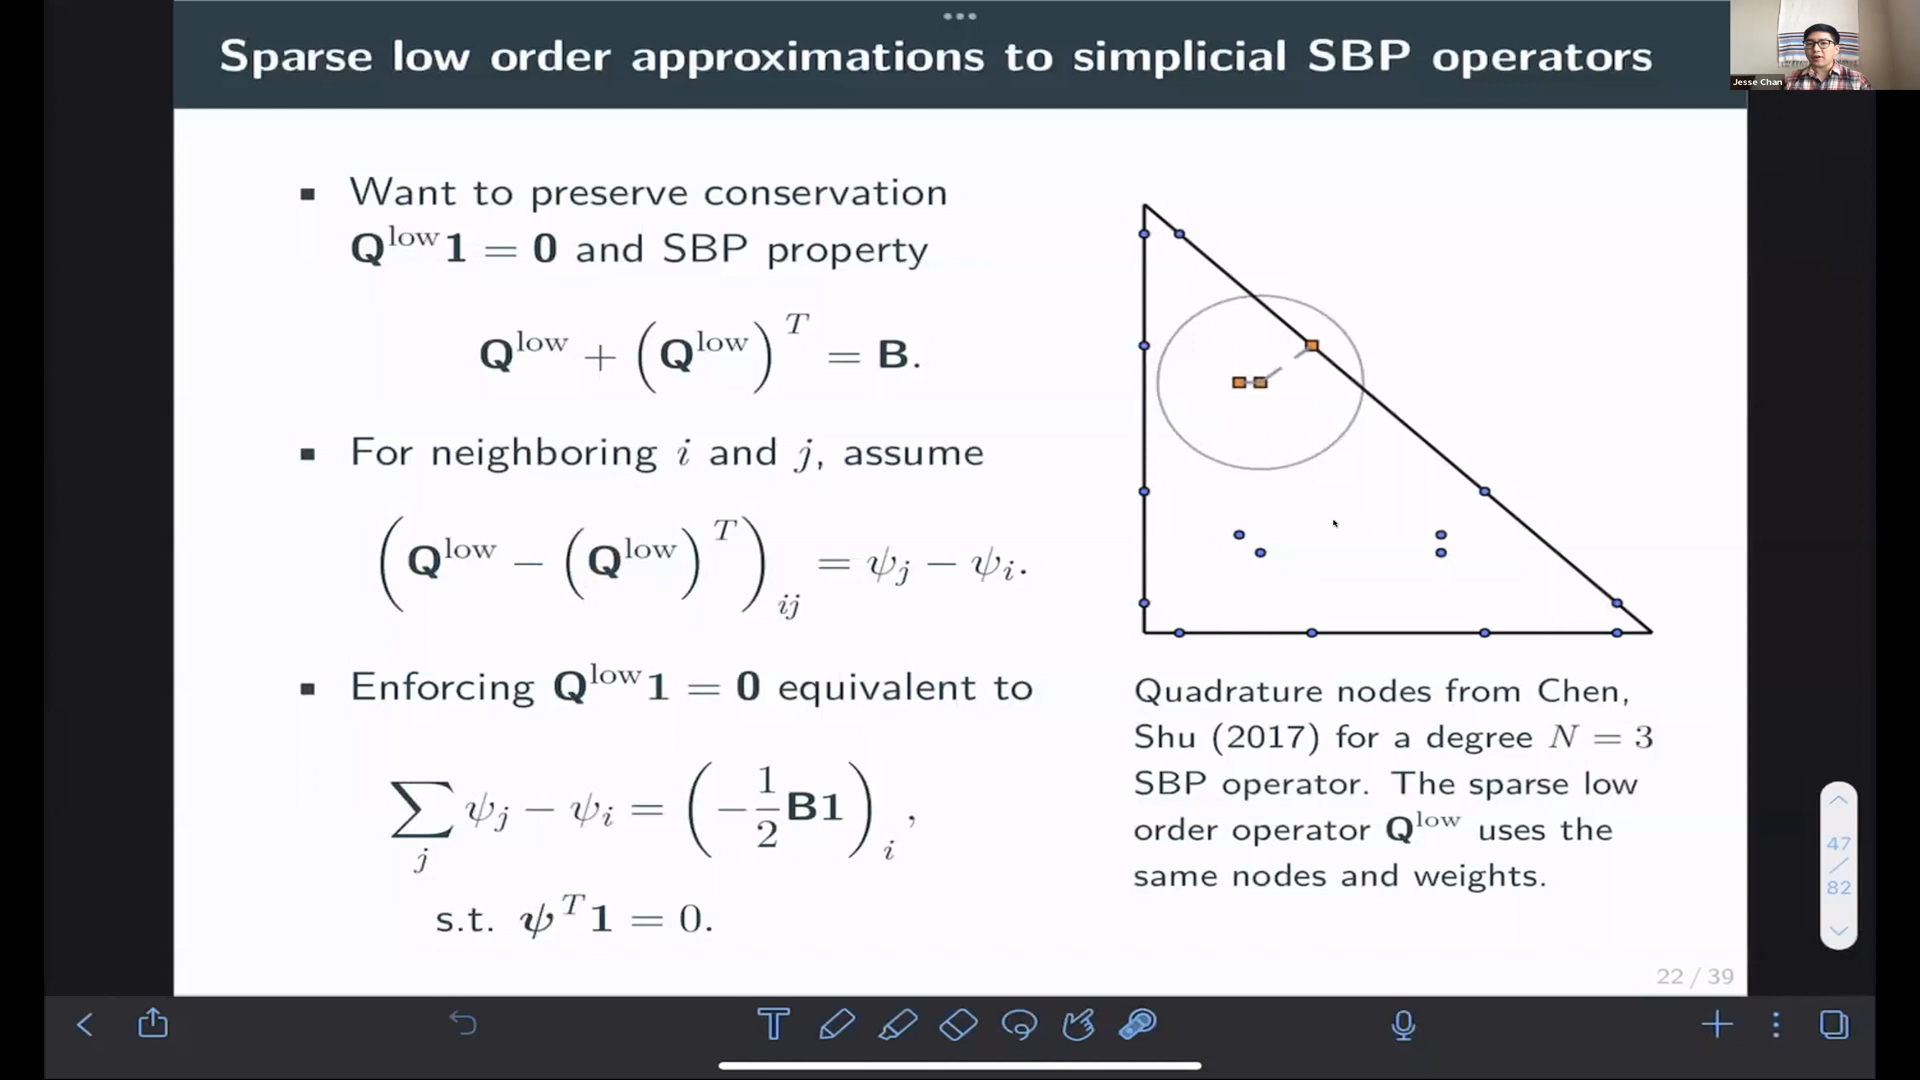 Sparse low order approximations to simplicial SBP operators
Jesse Chan
▪ Want to preserve conservation
Q^low 1 = 0 and SBP property
Q^low + (Q^low)^T = B.
▪ For neighboring i and j, assume
(Q^low − (Q^low)^T)_ij = ψ_j − ψ_i.
▪ Enforcing Q^low 1 = 0 equivalent to
∑_j ψ_j − ψ_i = (−1/2 B1)_i ,
s.t. ψ^T 1 = 0.
Quadrature nodes from Chen,
Shu (2017) for a degree N = 3
SBP operator. The sparse low
order operator Q^low uses the
same nodes and weights.
22 / 39
47
/
82
T